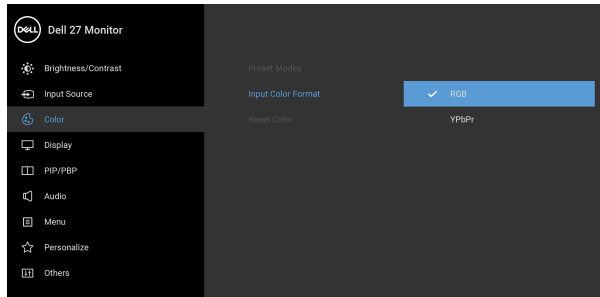 DELL Dell 27 Monitor
Brightness/Contrast
Input Source
Color
Display
PIP/PBP
Audio
Menu
Personalize
Others
Preset Modes
Input Color Format
Reset Color
RGB
YPbPr